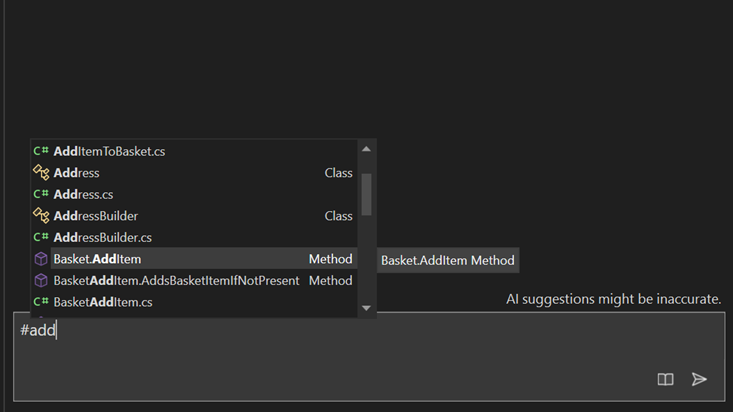 C# AddItemToBasket.cs
Address Class
C# Address.cs
AddressBuilder Class
C# AddressBuilder.cs
Basket.AddItem Method
Basket.AddItem Method
BasketAddItem.AddsBasketItemIfNotPresent Method
C# BasketAddItem.cs
AI suggestions might be inaccurate.
#add